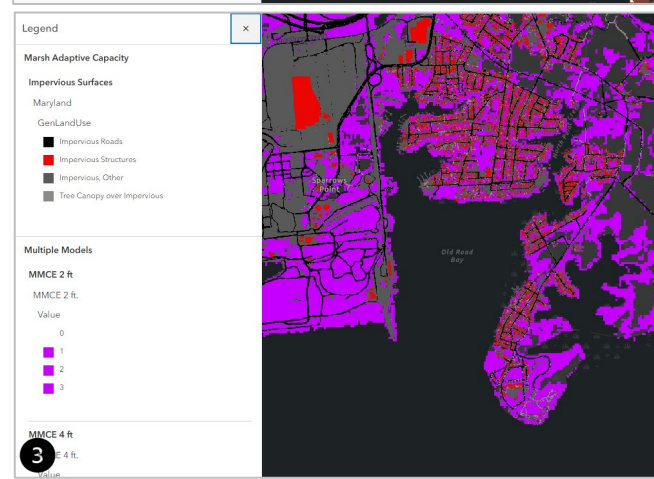 Legend
×
Marsh Adaptive Capacity
Impervious Surfaces
Maryland
GenLandUse
Impervious Roads
Impervious Structures
Impervious, Other
Tree Canopy over Impervious
Multiple Models
MMCE 2 ft
MMCE 2 ft.
Value
0
1
2
3
MMCE 4 ft
E 4 ft.
Value
3
Sparrows
Point
Old Road
Bay